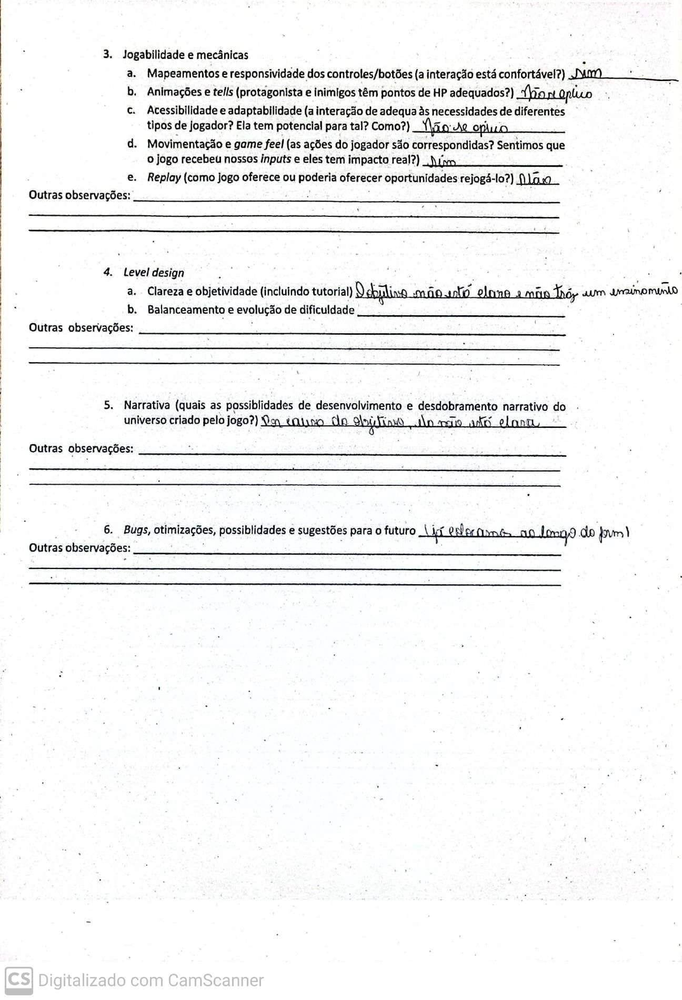 3. Jogabilidade e mecânicas
a. Mapeamentos e responsividade dos controles/botões (a interação está confortável?) Sim
b. Animações e tells (protagonista e inimigos têm pontos de HP adequados?) Não se aplica
c. Acessibilidade e adaptabilidade (a interação de adequa às necessidades de diferentes
tipos de jogador? Ela tem potencial para tal? Como?) Não se aplica
d. Movimentação e game feel (as ações do jogador são correspondidas? Sentimos que
o jogo recebeu nossos inputs e eles tem impacto real?) Sim
e. Replay (como jogo oferece ou poderia oferecer oportunidades rejogá-lo?) Não
Outras observações:
4. Level design
a. Clareza e objetividade (incluindo tutorial) O objetivo não está claro e não tráz um ensinamento
b. Balanceamento e evolução de dificuldade
Outras observações:
5. Narrativa (quais as possiblidades de desenvolvimento e desdobramento narrativo do
universo criado pelo jogo?) Por causa do objetivo, ela não está clara
Outras observações:
6. Bugs, otimizações, possiblidades e sugestões para o futuro (já colocamos ao longo do form)
Outras observações:
CS Digitalizado com CamScanner